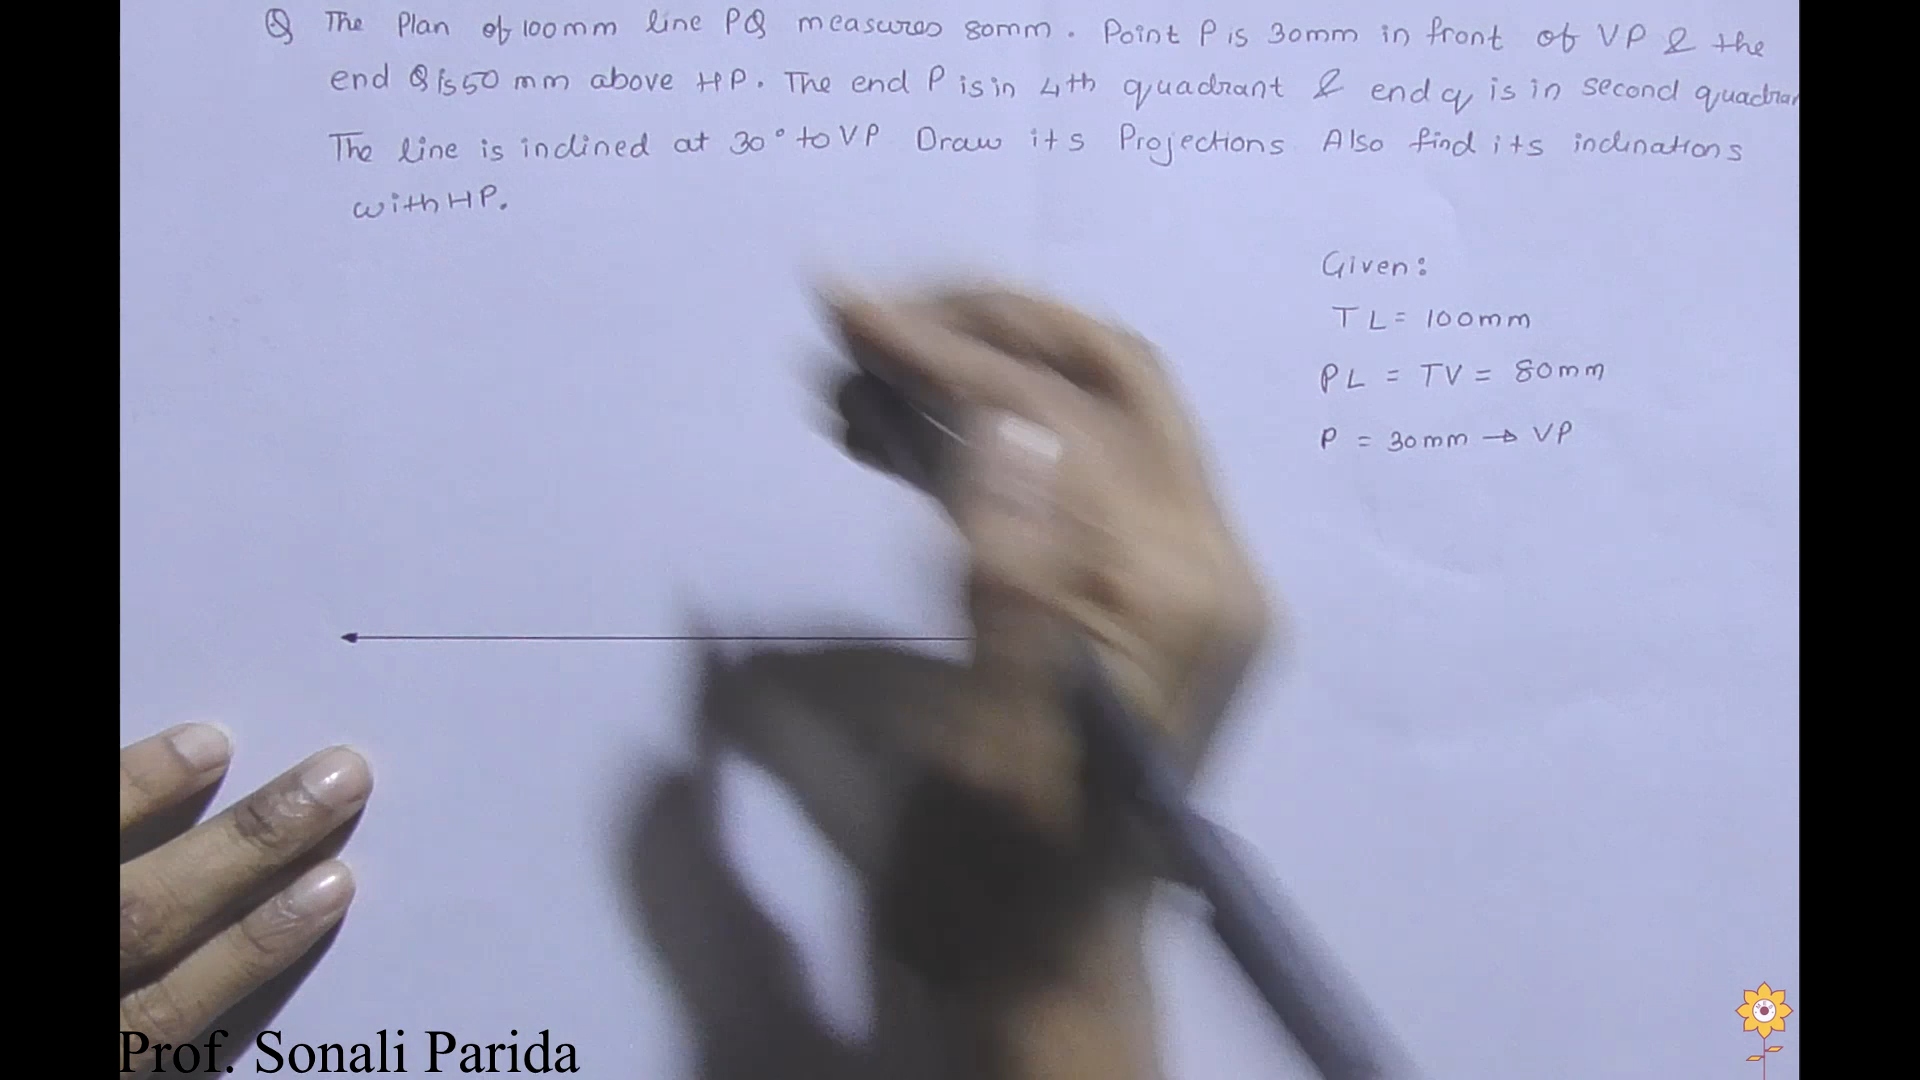 Q The Plan of 100mm line PQ measures 80mm. Point P is 30mm in front of VP & the
end Q is 50 mm above HP. The end P is in 4th quadrant & end q is in second quadran
The line is inclined at 30° to VP Draw its Projections Also find its inclinations
with HP.
Given:
TL = 100mm
PL = TV = 80mm
P = 30mm → VP
Prof. Sonali Parida